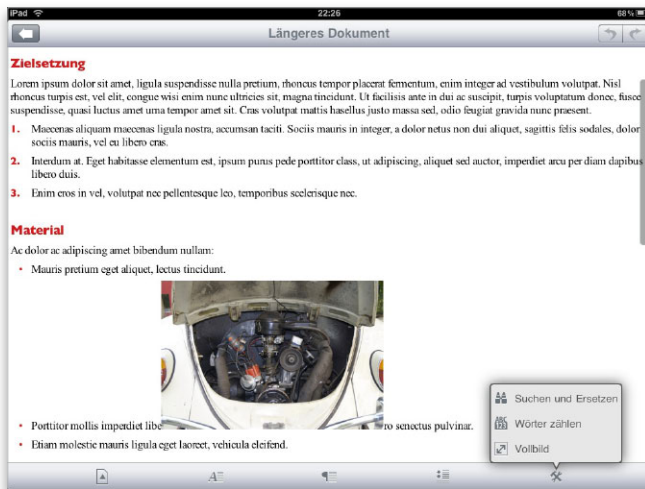 iPad 22:26 68 %
Längeres Dokument
Zielsetzung
Lorem ipsum dolor sit amet, ligula suspendisse nulla pretium, rhoncus tempor placerat fermentum, enim integer ad vestibulum volutpat. Nisl
rhoncus turpis est, vel elit, congue wisi enim nunc ultricies sit, magna tincidunt. Ut facilisis ante in dui ac suscipit, turpis voluptatum donec, fusce
suspendisse, quasi luctus amet urna tempor amet sit. Cras volutpat mattis hasellus justo massa sed, odio feugiat gravida nunc praesent.
1. Maecenas aliquam maecenas ligula nostra, accumsan taciti. Sociis mauris in integer, a dolor netus non dui aliquet, sagittis felis sodales, dolor
sociis mauris, vel eu libero cras.
2. Interdum at. Eget habitasse elementum est, ipsum purus pede porttitor class, ut adipiscing, aliquet sed auctor, imperdiet arcu per diam dapibus
libero duis.
3. Enim eros in vel, volutpat nec pellentesque leo, temporibus scelerisque nec.
Material
Ac dolor ac adipiscing amet bibendum nullam:
• Mauris pretium eget aliquet, lectus tincidunt.
• Porttitor mollis imperdiet libe ro senectus pulvinar.
• Etiam molestie mauris ligula eget laoreet, vehicula eleifend.
Suchen und Ersetzen
ABC
123 Wörter zählen
Vollbild